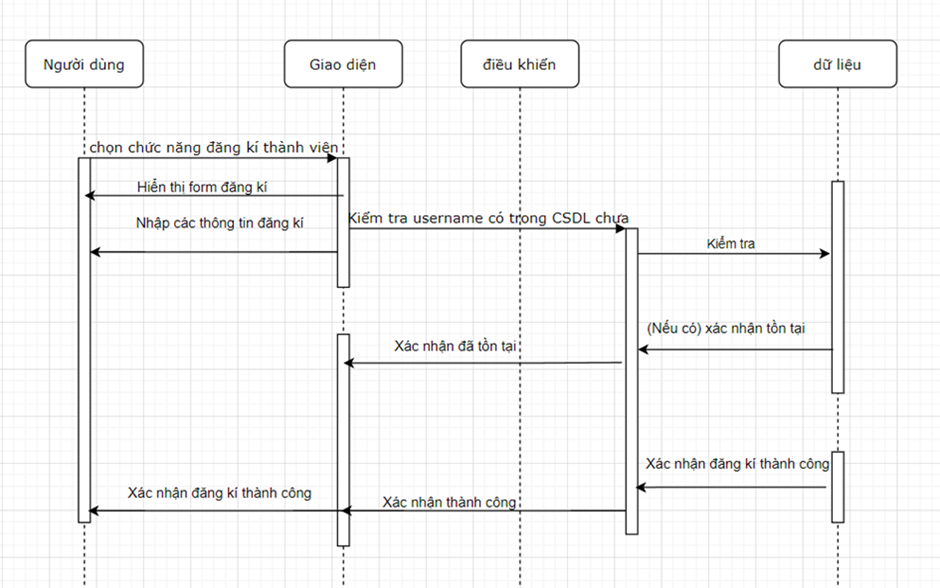 Người dùng
Giao diện
điều khiến
dữ liệu
chọn chức năng đăng kí thành viên
Hiển thị form đăng kí
Nhập các thông tin đăng kí
Kiếm tra username có trong CSDL chưa
Kiểm tra
(Nếu có) xác nhận tồn tại
Xác nhận đã tồn tại
Xác nhận đăng kí thành công
Xác nhận đăng kí thành công
Xác nhận thành công